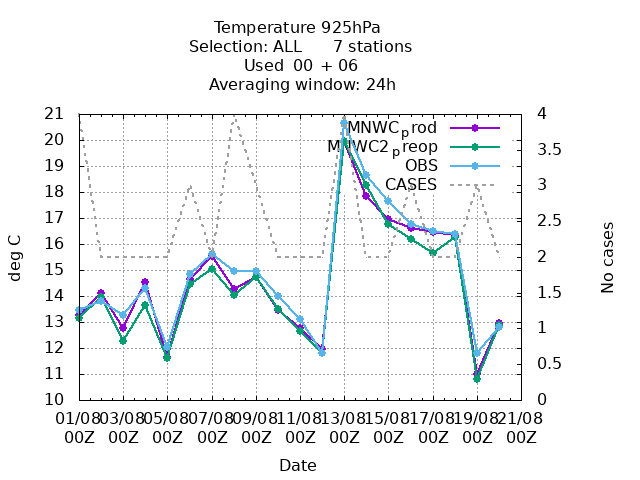 Temperature 925hPa
Selection: ALL 7 stations
Used 00 + 06
Averaging window: 24h
21 4
20 3.5
19
18 3
17 2.5
16 2
15 1.5
14
13 1
12 0.5
11
10 0
MNWCprod
MNWC2preop
OBS
CASES
deg C
No cases
01/08 03/08 05/08 07/08 09/08 11/08 13/08 15/08 17/08 19/08 21/08
00Z 00Z 00Z 00Z 00Z 00Z 00Z 00Z 00Z 00Z 00Z
Date